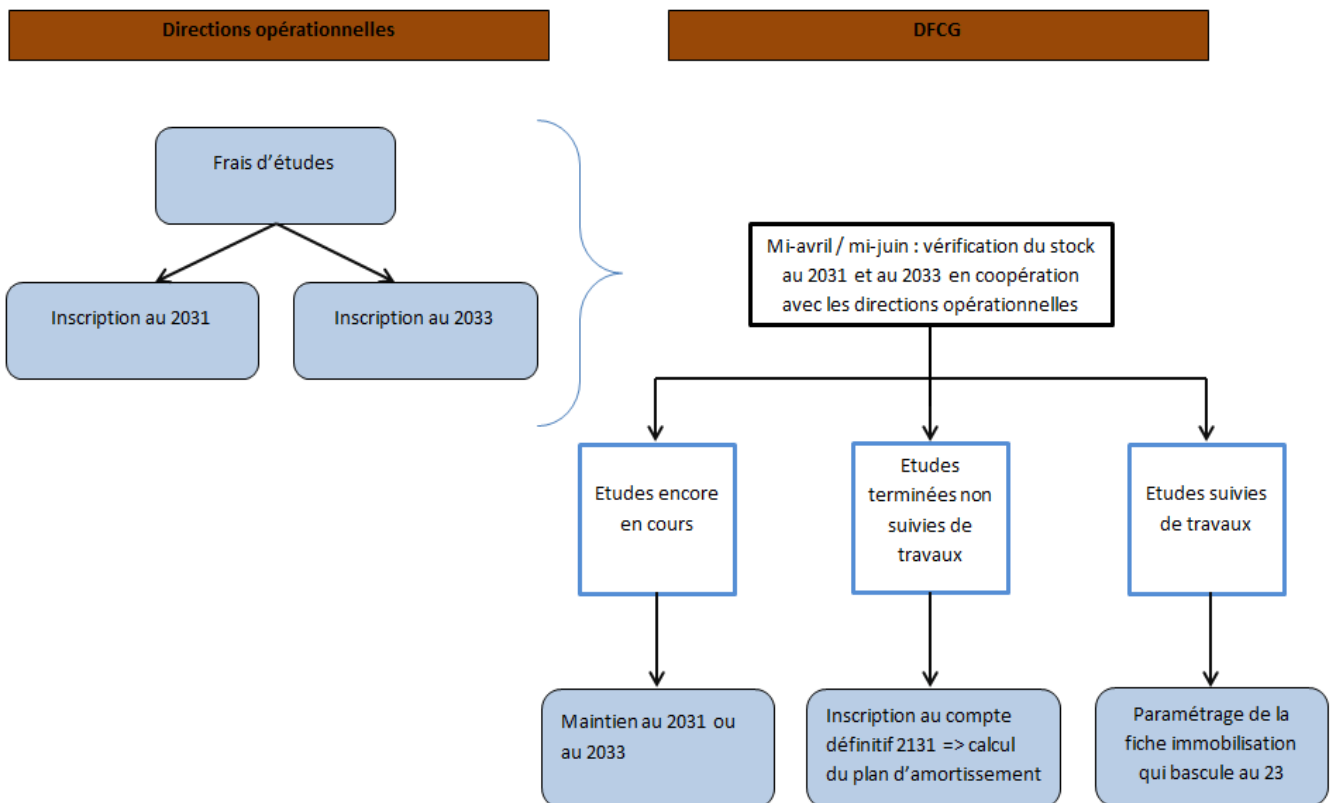 Directions opérationnelles
DFCG
Frais d'études
Inscription au 2031
Inscription au 2033
Mi-avril / mi-juin : vérification du stock
au 2031 et au 2033 en coopération
avec les directions opérationnelles
Etudes encore
en cours
Etudes
terminées non
suivies de
travaux
Etudes suivies
de travaux
Maintien au 2031 ou
au 2033
Inscription au compte
définitif 2131 => calcul
du plan d'amortissement
Paramétrage de la
fiche immobilisation
qui bascule au 23